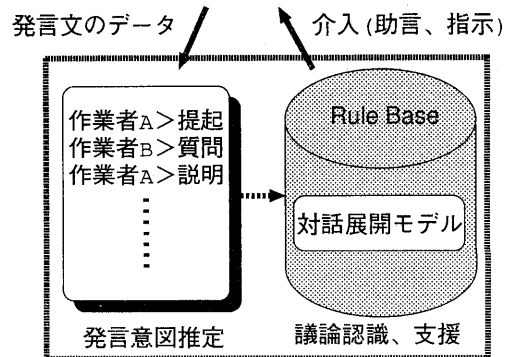 発言文のデータ
介入(助言、指示)
作業者A>提起
作業者B>質問
作業者A>説明
Rule Base
対話展開モデル
発言意図推定
議論認識、支援